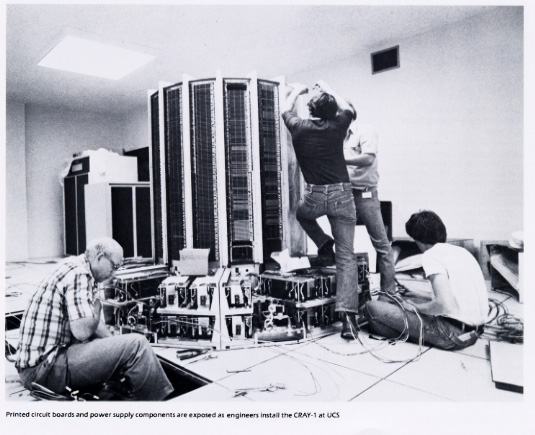 Printed circuit boards and power supply components are exposed as engineers install the CRAY-1 at UCS